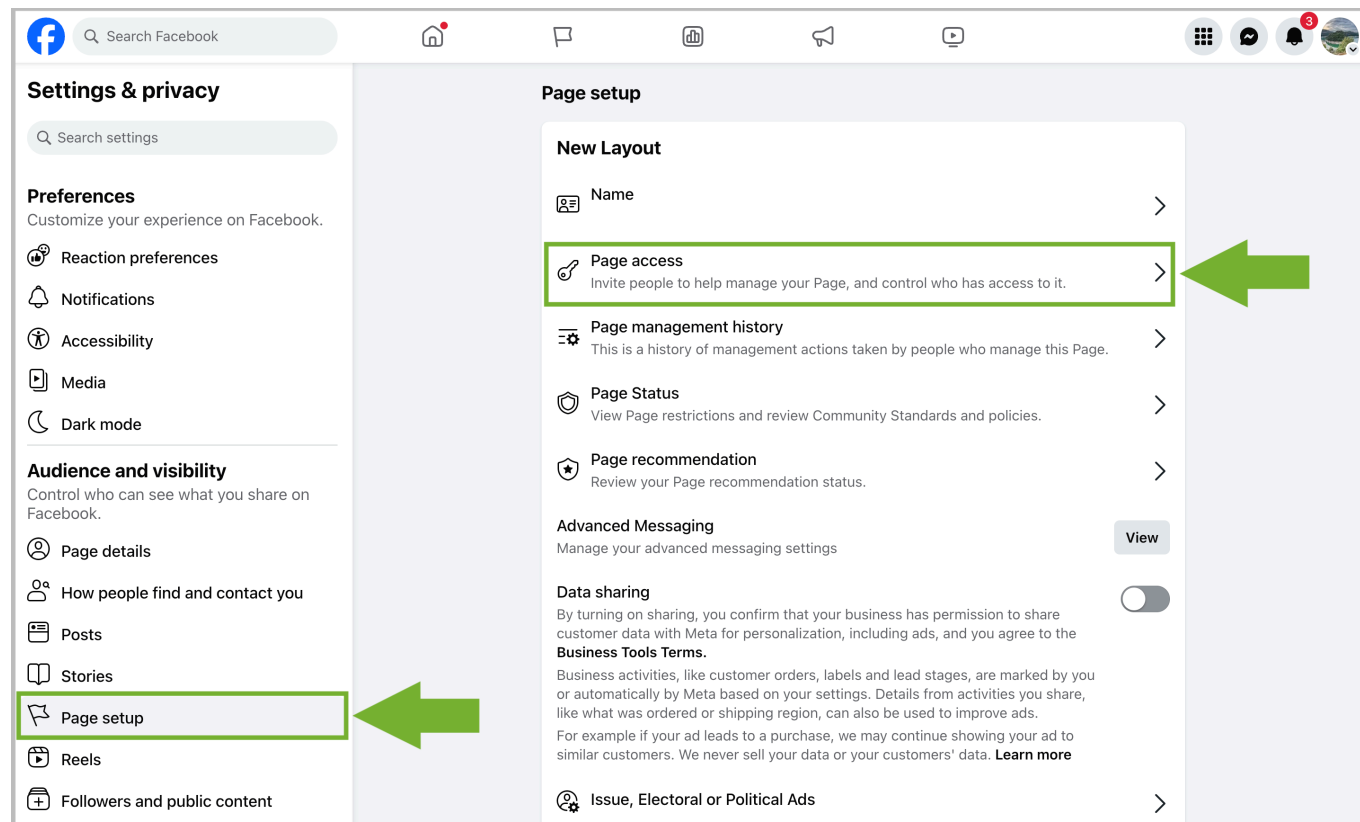 Search Facebook
3
Settings & privacy
Search settings
Preferences
Customize your experience on Facebook.
Reaction preferences
Notifications
Accessibility
Media
Dark mode
Audience and visibility
Control who can see what you share on
Facebook.
Page details
How people find and contact you
Posts
Stories
Page setup
Reels
Followers and public content
Page setup
New Layout
Name
Page access
Invite people to help manage your Page, and control who has access to it.
Page management history
This is a history of management actions taken by people who manage this Page.
Page Status
View Page restrictions and review Community Standards and policies.
Page recommendation
Review your Page recommendation status.
Advanced Messaging
Manage your advanced messaging settings
View
Data sharing
By turning on sharing, you confirm that your business has permission to share
customer data with Meta for personalization, including ads, and you agree to the
Business Tools Terms.
Business activities, like customer orders, labels and lead stages, are marked by you
or automatically by Meta based on your settings. Details from activities you share,
like what was ordered or shipping region, can also be used to improve ads.
For example if your ad leads to a purchase, we may continue showing your ad to
similar customers. We never sell your data or your customers' data. Learn more
Issue, Electoral or Political Ads